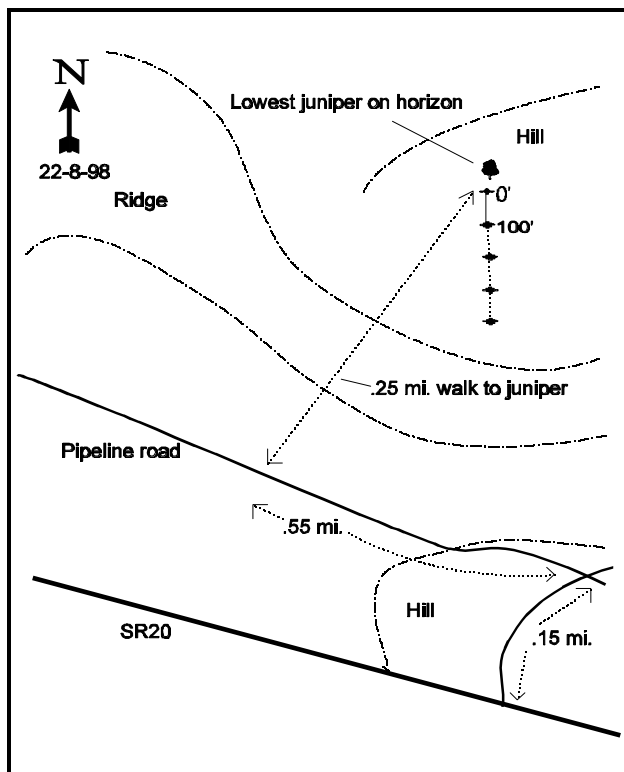 N
22-8-98
Lowest juniper on horizon
Hill
Ridge
0'
100'
.25 mi. walk to juniper
Pipeline road
.55 mi.
Hill
SR20
.15 mi.